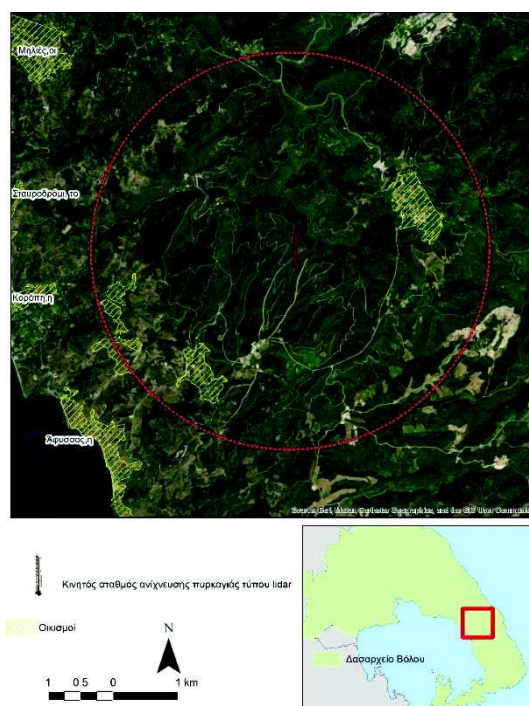 Μηλιές,οι
Σταυροδρόμι,το
Κορόπη,η
Άφυσσος,η
Κινητός σταθμός ανίχνευσης πυρκαγιάς τύπου lidar
Οικισμοί
N
1 0.5 0 1 km
Δασαρχείο Βόλου